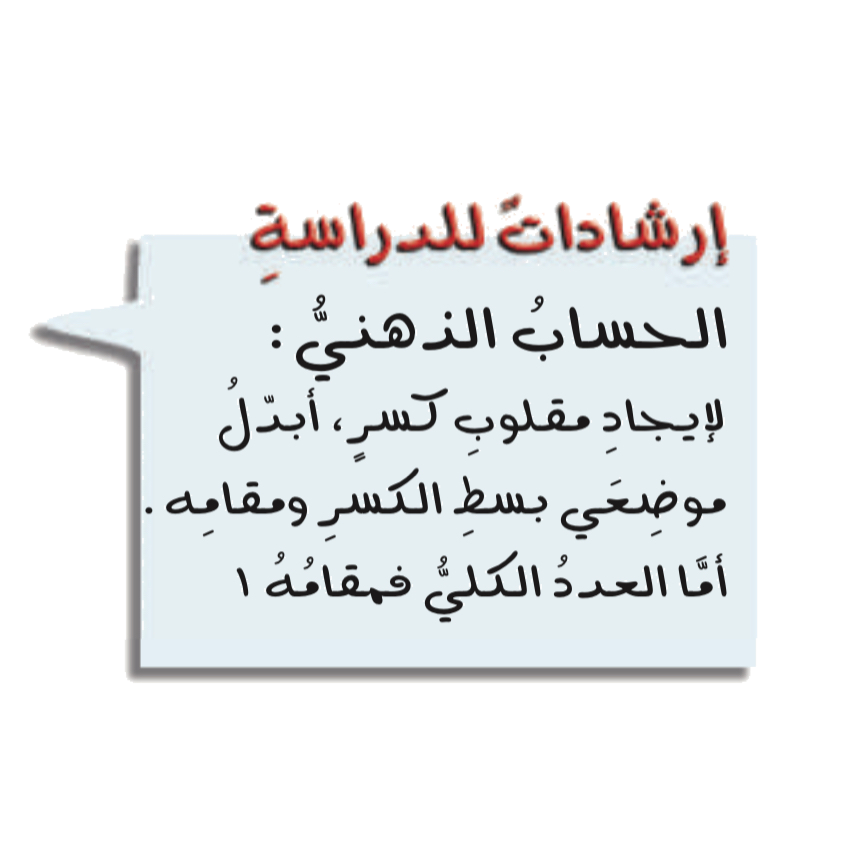 إرشاداتٌ للدراسةِ
الحسابُ الذهنيُّ :
لإيجادِ مقلوبِ كسرٍ، أبدّلُ
موضِعَي بسطِ الكسرِ ومقامِه .
أمَّا العددُ الكليُّ فمقامُهُ ١